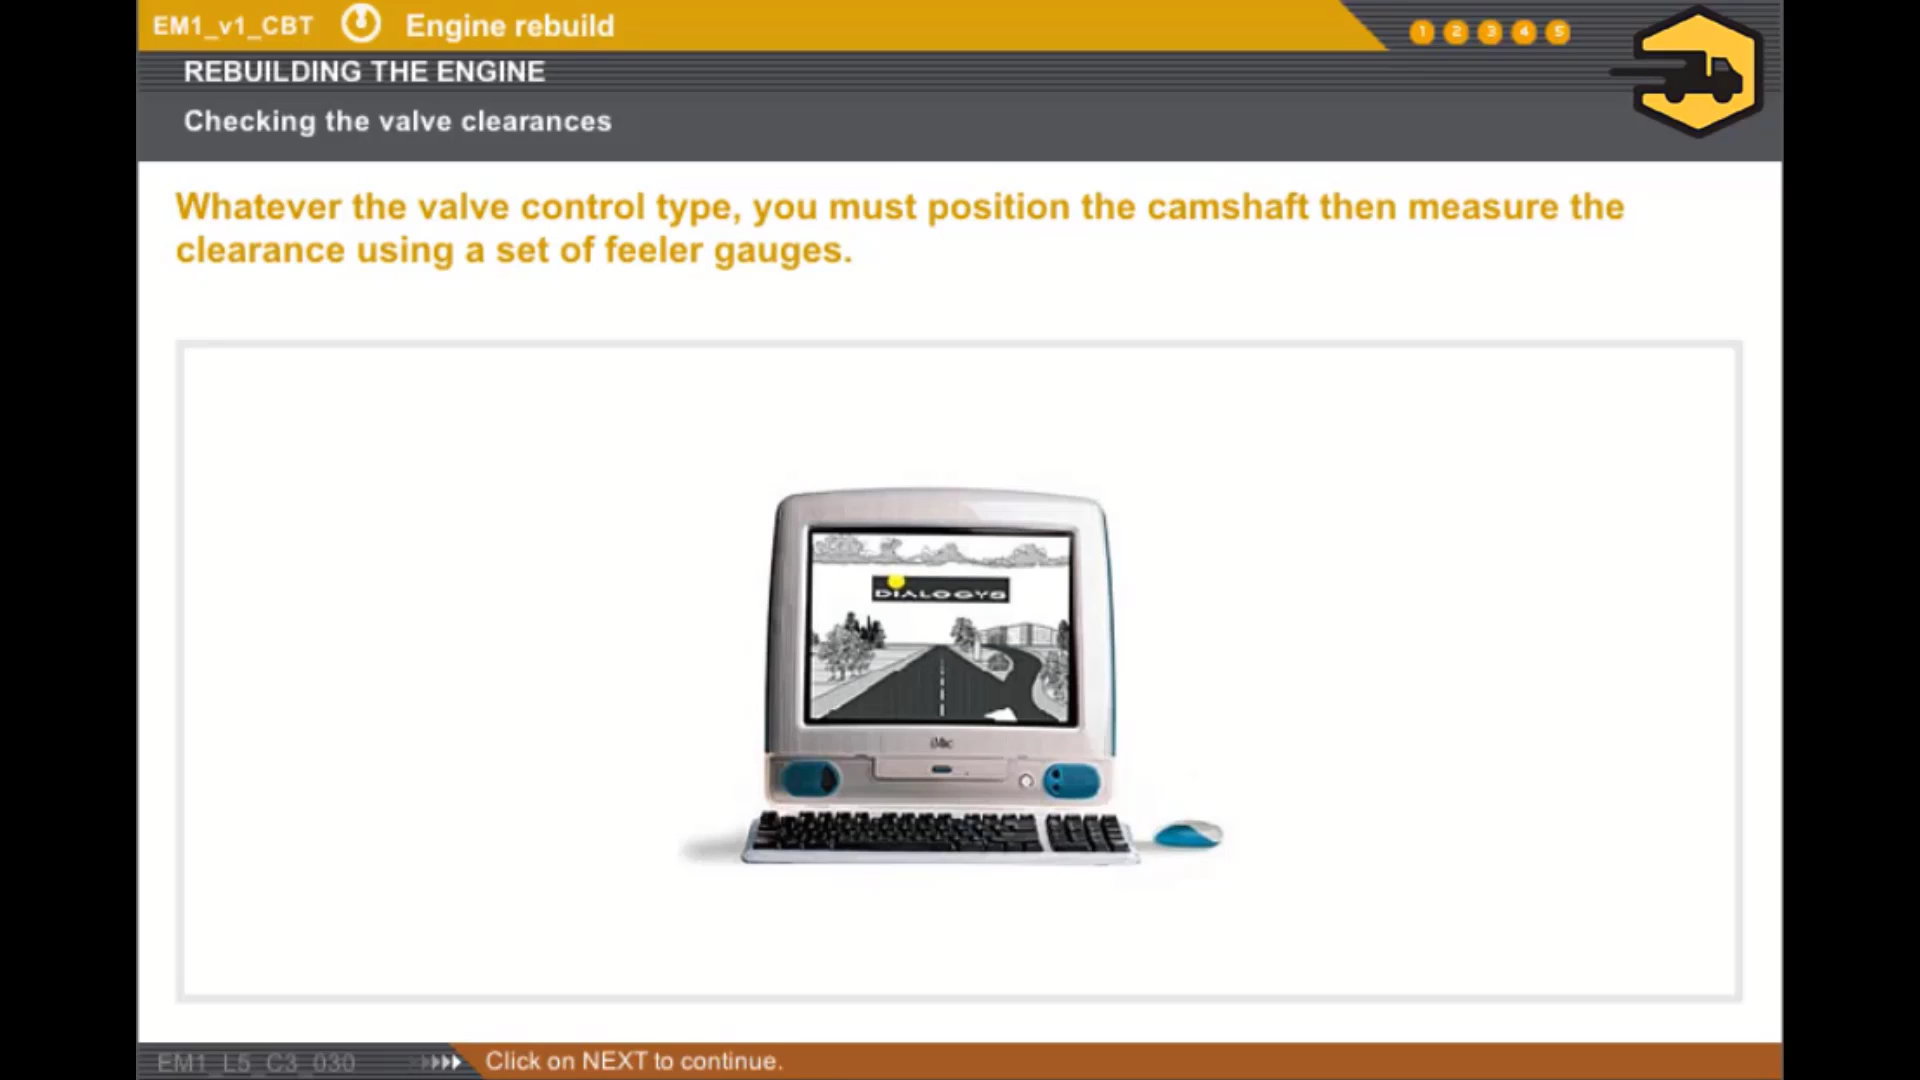 EM1_v1_CBT Engine rebuild
1 2 3 4 5
REBUILDING THE ENGINE
Checking the valve clearances
Whatever the valve control type, you must position the camshaft then measure the
clearance using a set of feeler gauges.
DIALOGYS
iMac
EM1_L5_C3_030
Click on NEXT to continue.